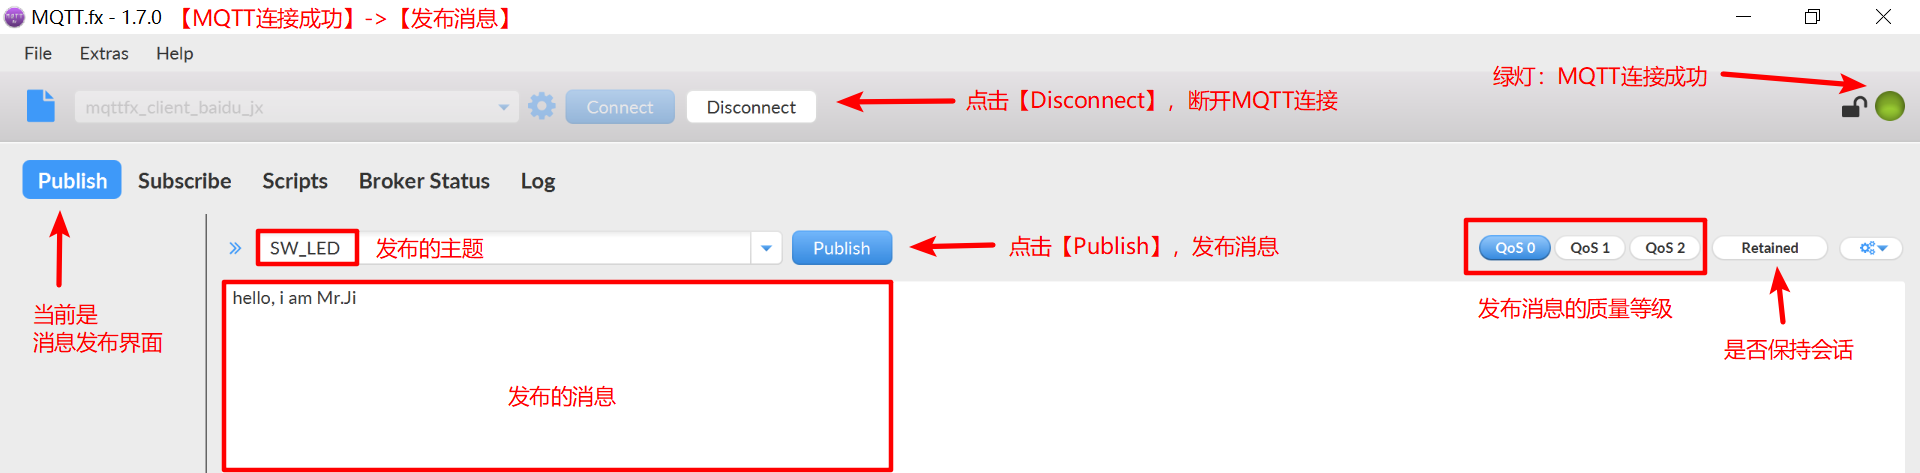 MQTT.fx - 1.7.0 【MQTT连接成功】->【发布消息】
File Extras Help
绿灯：MQTT连接成功
mqttfx_client_baidu_jx Connect Disconnect 点击【Disconnect】，断开MQTT连接
Publish Subscribe Scripts Broker Status Log
SW_LED 发布的主题 Publish 点击【Publish】，发布消息 QoS 0 QoS 1 QoS 2 Retained
hello, i am Mr.Ji
当前是
消息发布界面
发布消息的质量等级
是否保持会话
发布的消息